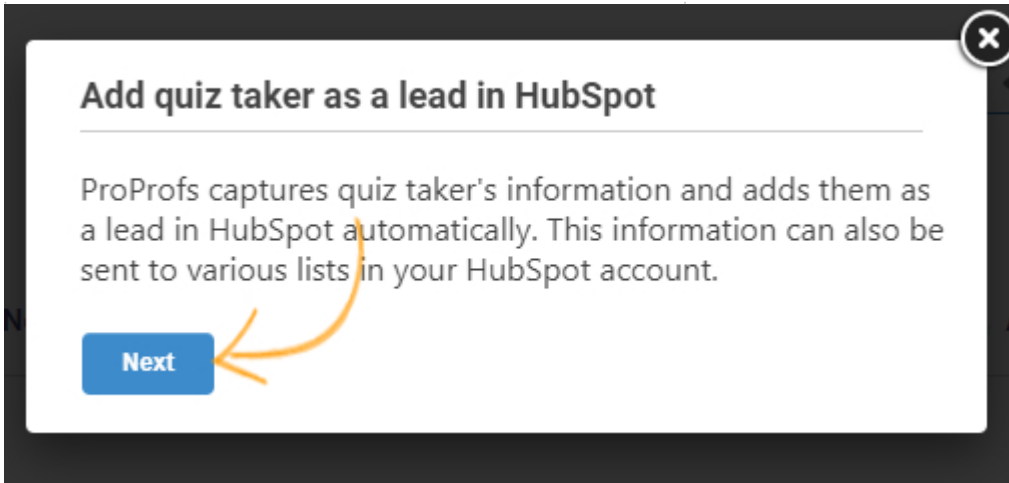 Add quiz taker as a lead in HubSpot
ProProfs captures quiz taker's information and adds them as
a lead in HubSpot automatically. This information can also be
sent to various lists in your HubSpot account.
Next